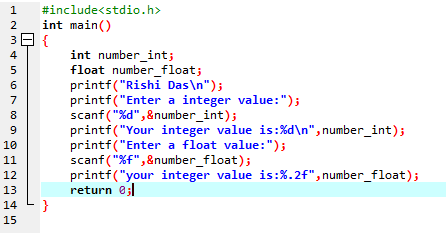 1 #include<stdio.h>
2 int main()
3 {
4 int number_int;
5 float number_float;
6 printf("Rishi Das\n");
7 printf("Enter a integer value:");
8 scanf("%d",&number_int);
9 printf("Your integer value is:%d\n",number_int);
10 printf("Enter a float value:");
11 scanf("%f",&number_float);
12 printf("your integer value is:%.2f",number_float);
13 return 0;
14 }
15